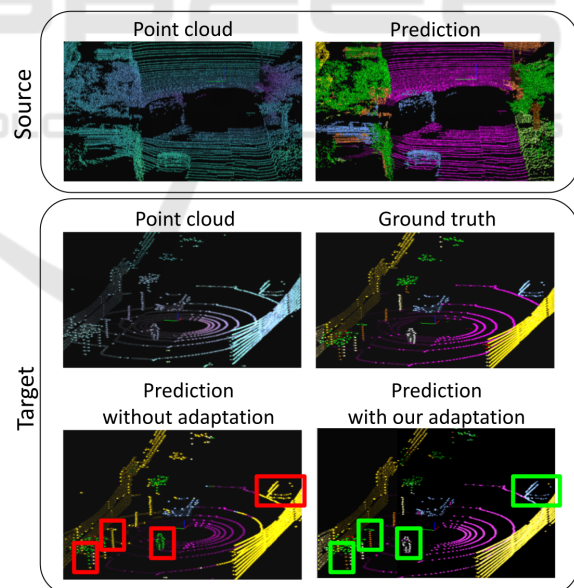 Point cloud Prediction
Source
Point cloud Ground truth
Target
Prediction Prediction
without adaptation with our adaptation